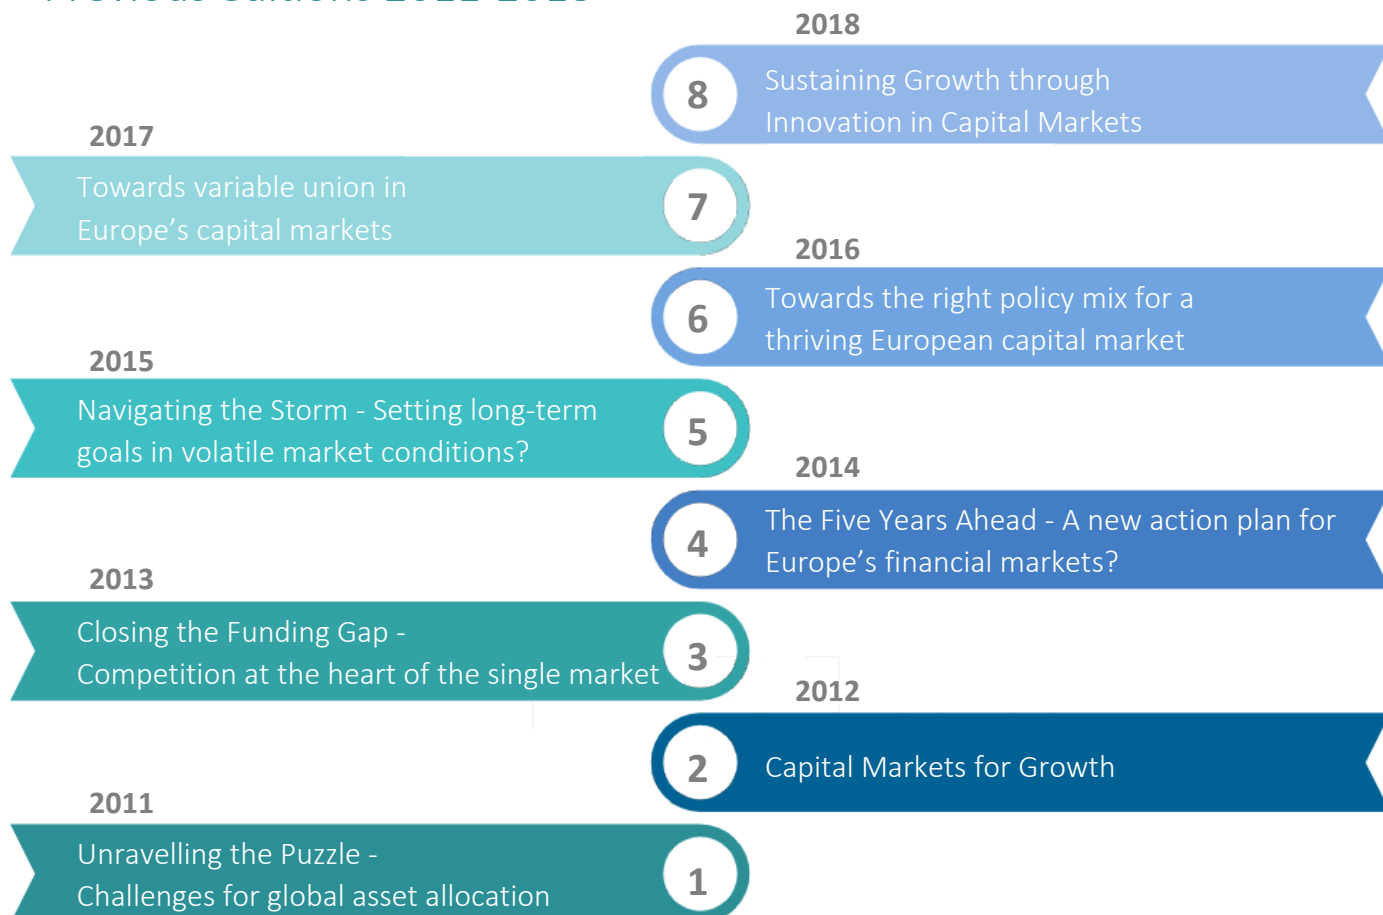 Previous editions 2011-2018
2018
8
Sustaining Growth through
Innovation in Capital Markets
2017
Towards variable union in
Europe’s capital markets
7
2016
6
Towards the right policy mix for a
thriving European capital market
2015
Navigating the Storm - Setting long-term
goals in volatile market conditions?
5
2014
4
The Five Years Ahead - A new action plan for
Europe’s financial markets?
2013
Closing the Funding Gap -
Competition at the heart of the single market
3
2012
2
Capital Markets for Growth
2011
Unravelling the Puzzle -
Challenges for global asset allocation
1